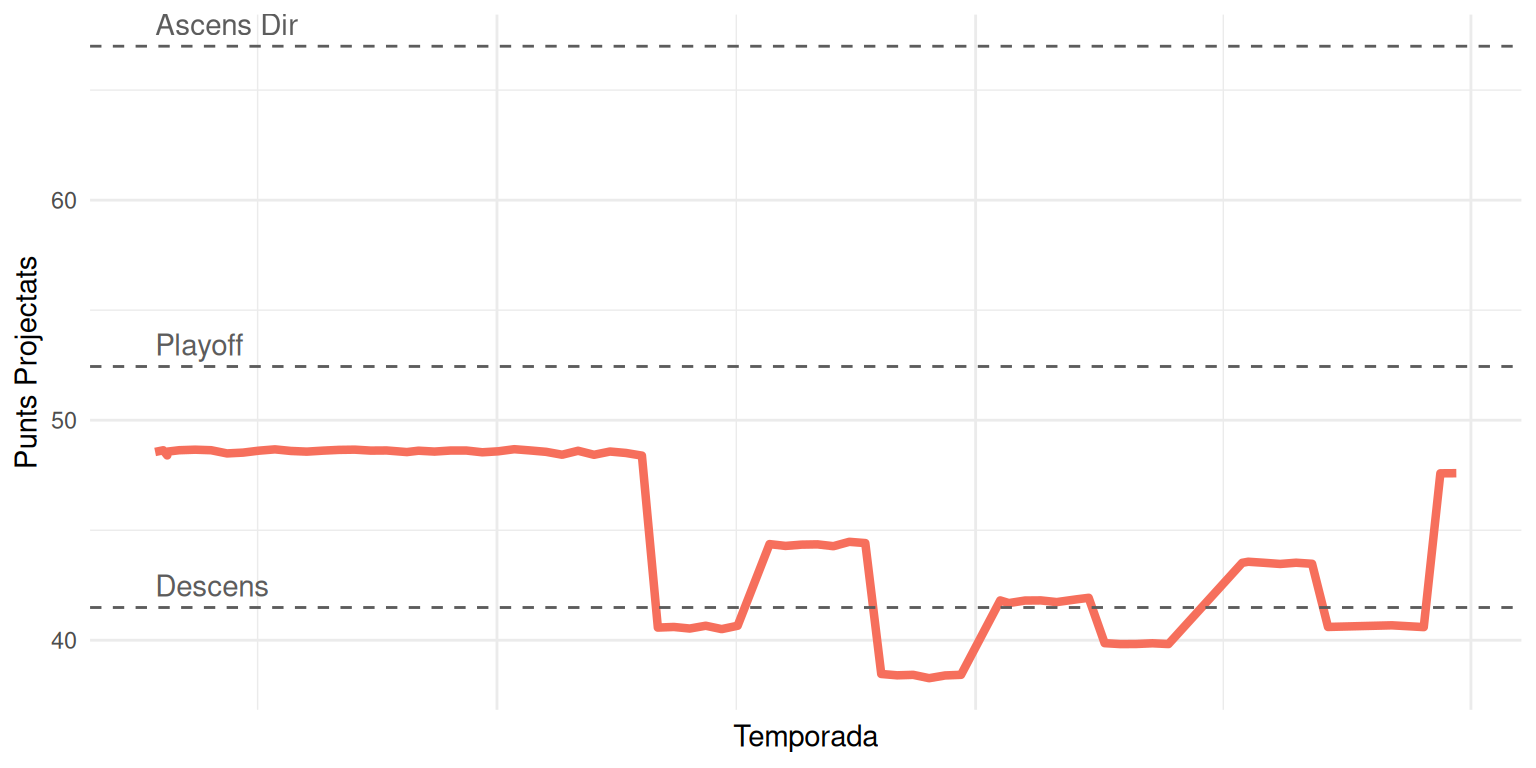 Ascens Dir
60
Playoff
50
Descens
40
Punts Projectats
Temporada